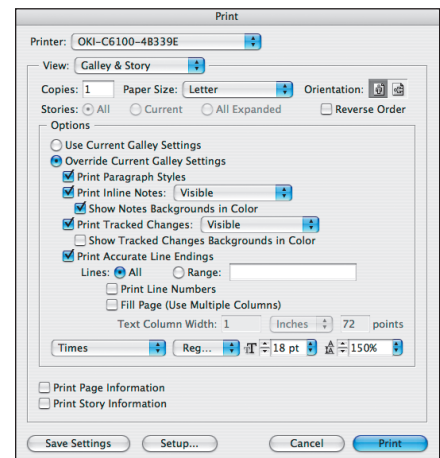 Print
Printer: OKI-C6100-4B339E
View: Galley & Story
Copies: 1 Paper Size: Letter Orientation:
Stories: All Current All Expanded Reverse Order
Options
Use Current Galley Settings
Override Current Galley Settings
Print Paragraph Styles
Print Inline Notes: Visible
Show Notes Backgrounds in Color
Print Tracked Changes: Visible
Show Tracked Changes Backgrounds in Color
Print Accurate Line Endings
Lines: All Range:
Print Line Numbers
Fill Page (Use Multiple Columns)
Text Column Width: 1 Inches 72 points
Times Reg... 18 pt 150%
Print Page Information
Print Story Information
Save Settings Setup... Cancel Print